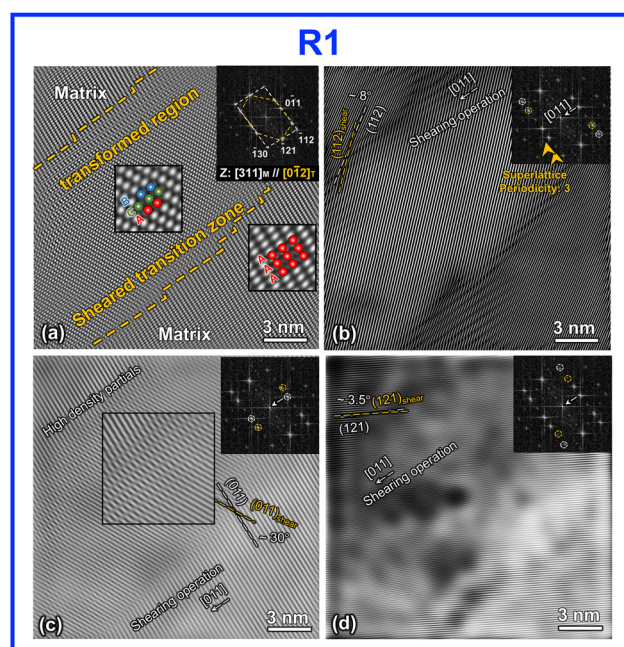 R1
Matrix
transformed region
011
112
121
130
Z: [311]M // [01̄2]T
B
C
A
Sheared transition zone
A
A
A
Matrix
(a)
3 nm
~ 8°
(112)shear
(112)
[011]
Shearing operation
[011]
Superlattice
Periodicity: 3
(b)
3 nm
High density partials
(011)
(011)shear
~ 30°
Shearing operation
[011]
(c)
3 nm
~3.5° (121)shear
(121)
[011]
Shearing operation
(d)
3 nm